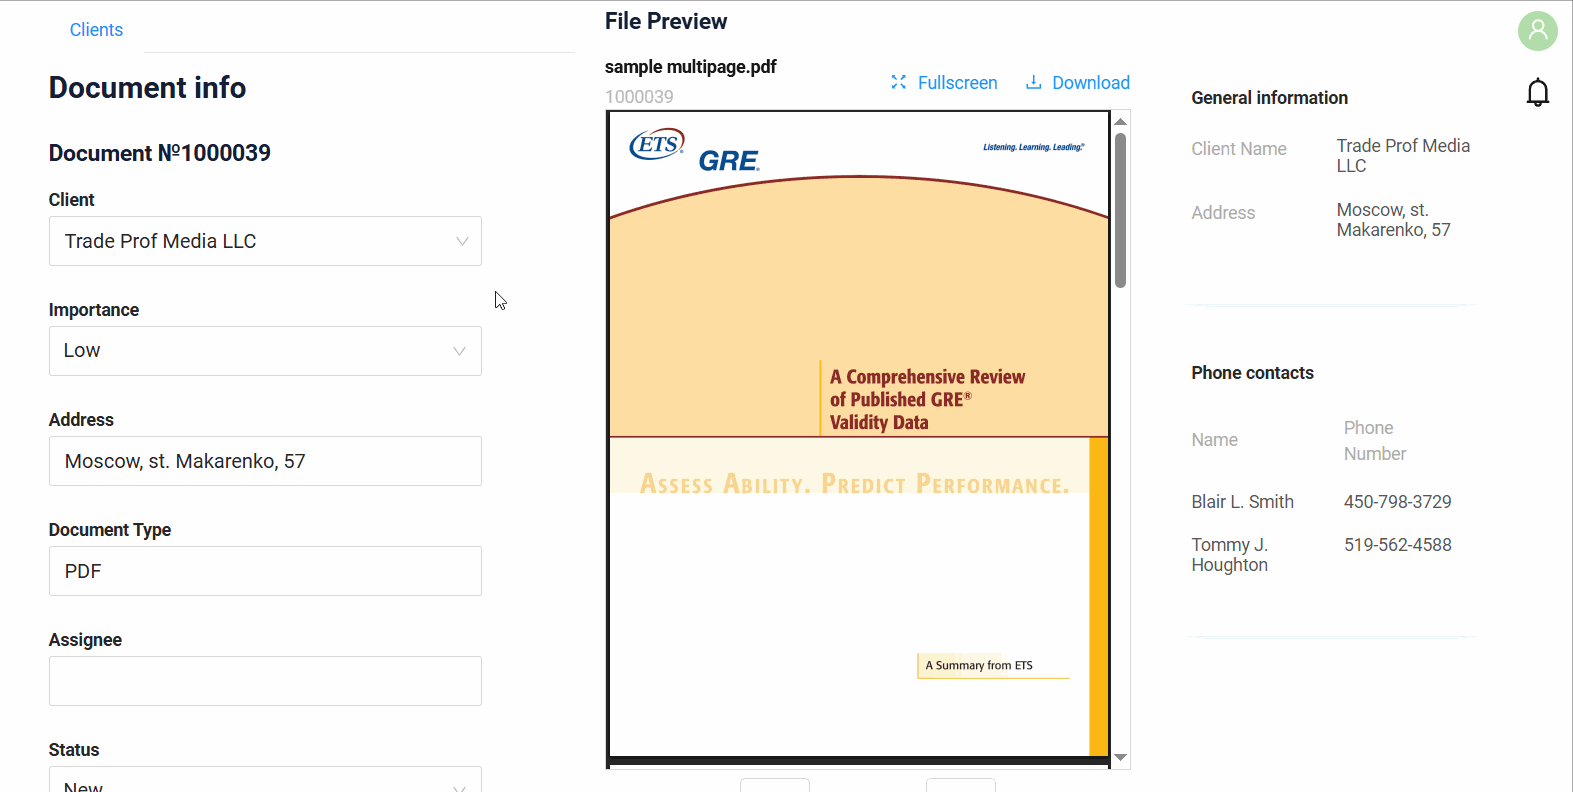 Clients
Document info
Document №1000039
Client
Trade Prof Media LLC
Importance
Low
Address
Moscow, st. Makarenko, 57
Document Type
PDF
Assignee
Status
New
File Preview
sample multipage.pdf
1000039
Fullscreen
Download
ETS®
GRE®
Listening. Learning. Leading.®
A Comprehensive Review
of Published GRE®
Validity Data
ASSESS ABILITY. PREDICT PERFORMANCE.
A Summary from ETS
General information
Client Name
Trade Prof Media
LLC
Address
Moscow, st.
Makarenko, 57
Phone contacts
Name
Phone
Number
Blair L. Smith
450-798-3729
Tommy J.
Houghton
519-562-4588